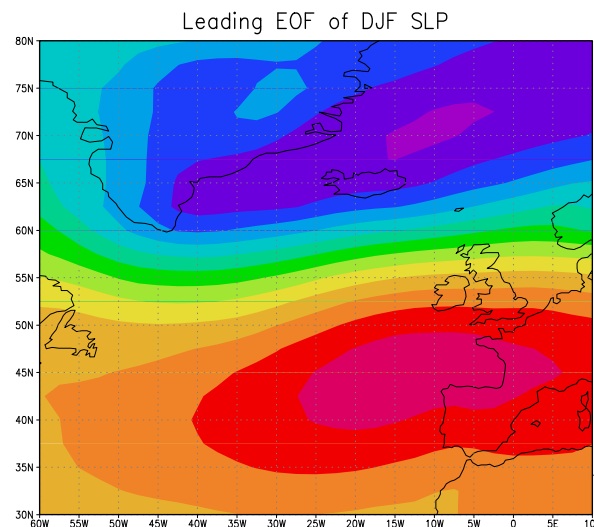 Leading EOF of DJF SLP
80N
75N
70N
65N
60N
55N
50N
45N
40N
35N
30N
60W 55W 50W 45W 40W 35W 30W 25W 20W 15W 10W 5W 0 5E 10E